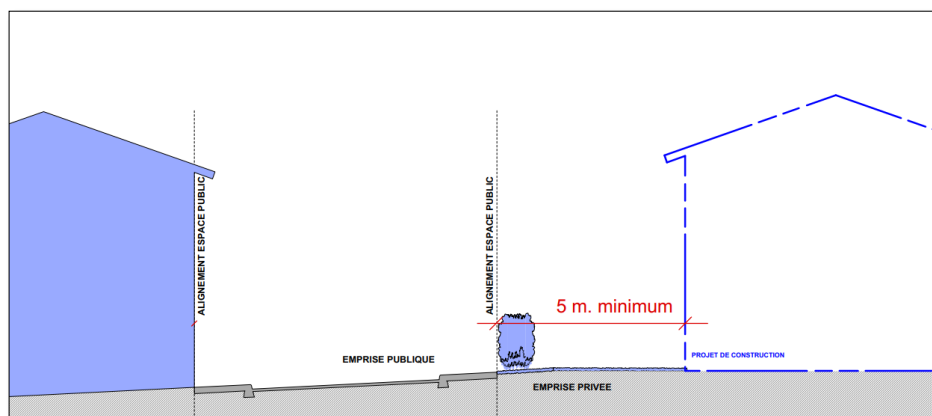 ALIGNEMENT ESPACE PUBLIC
ALIGNEMENT ESPACE PUBLIC
5 m. minimum
EMPRISE PUBLIQUE
PROJET DE CONSTRUCTION
EMPRISE PRIVEE